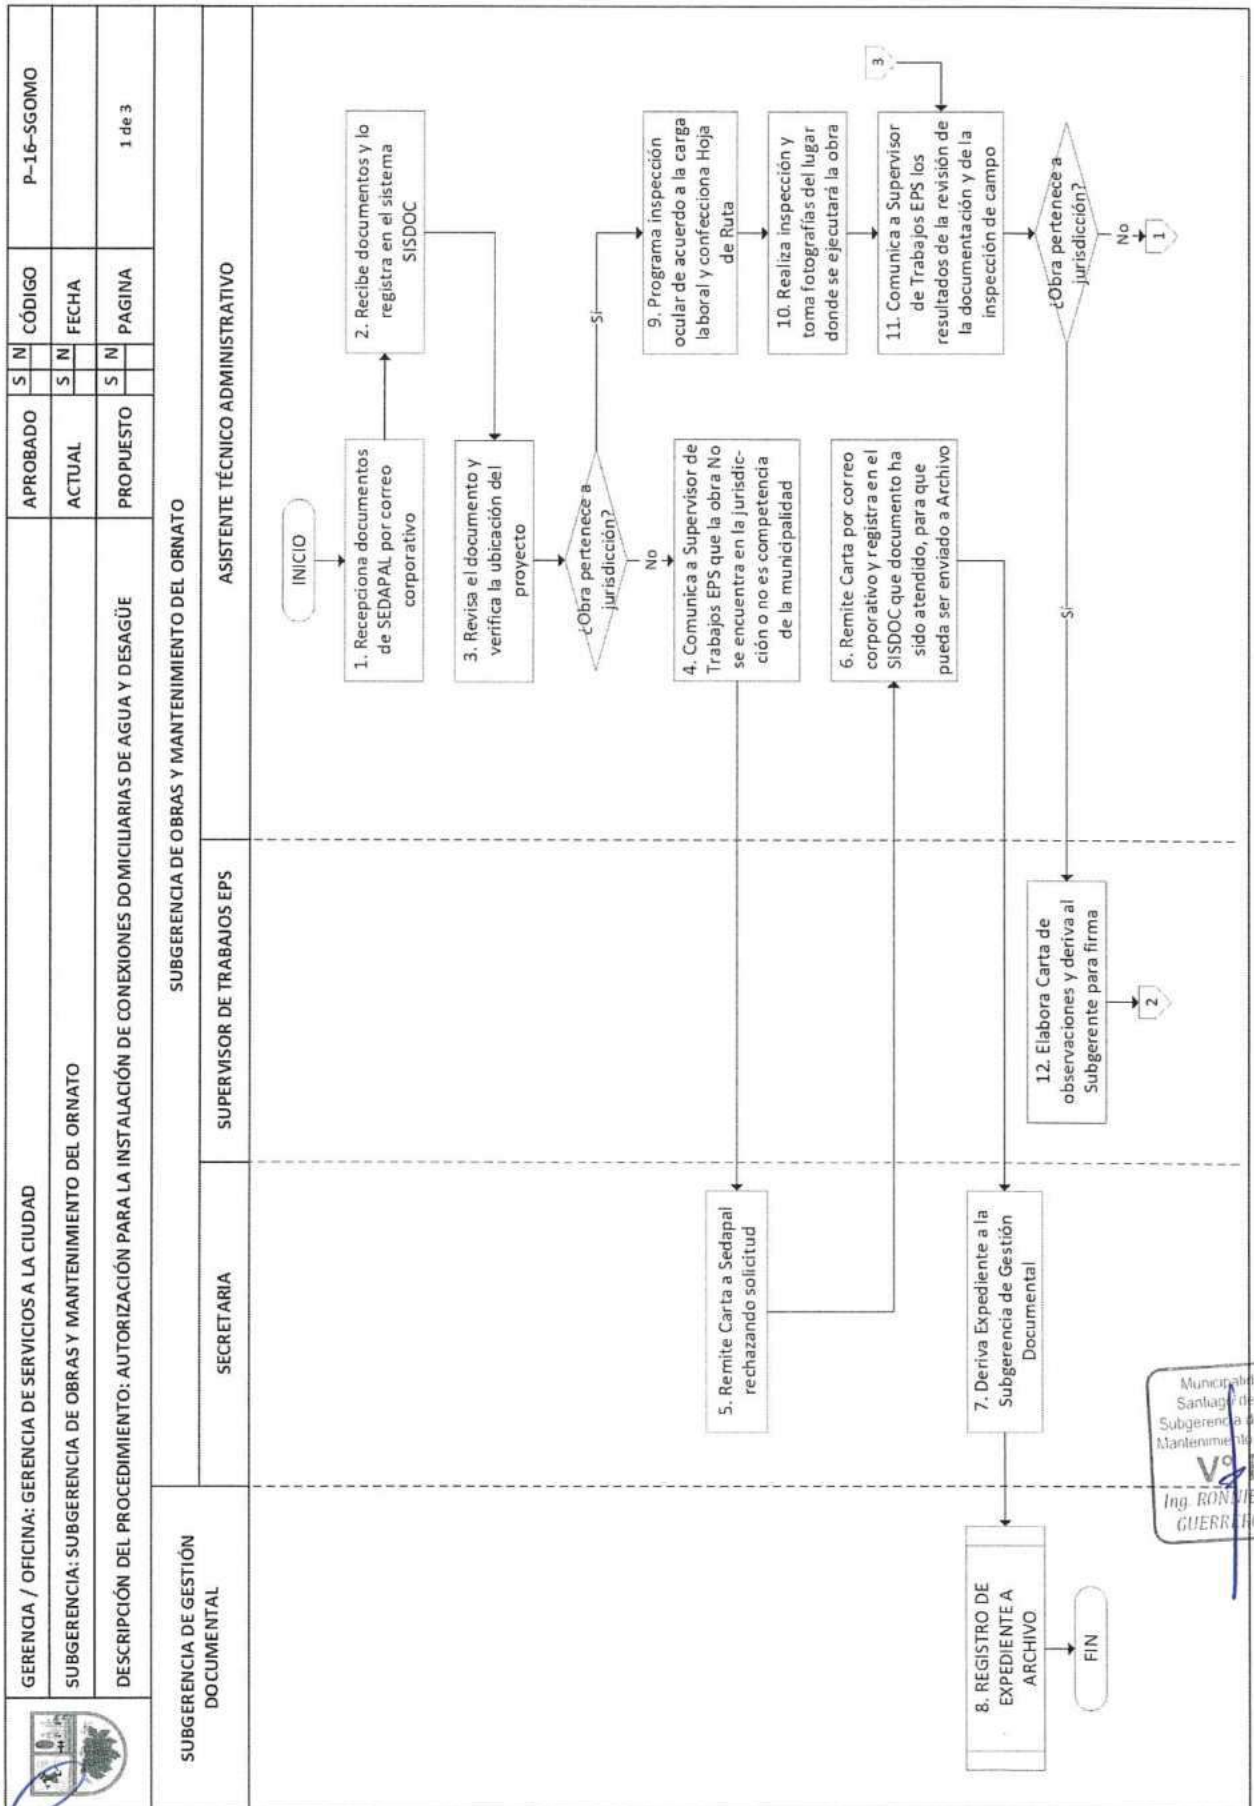 GERENCIA / OFICINA: GERENCIA DE SERVICIOS A LA CIUDAD
APROBADO
S N
CÓDIGO
P-16-SGOMO
SUBGERENCIA: SUBGERENCIA DE OBRAS Y MANTENIMIENTO DEL ORNATO
ACTUAL
S N
FECHA
DESCRIPCIÓN DEL PROCEDIMIENTO: AUTORIZACIÓN PARA LA INSTALACIÓN DE CONEXIONES DOMICILIARIAS DE AGUA Y DESAGÜE
PROPUESTO
S N
PAGINA
1 de 3
SUBGERENCIA DE GESTIÓN
DOCUMENTAL
SUBGERENCIA DE OBRAS Y MANTENIMIENTO DEL ORNATO
SECRETARIA
SUPERVISOR DE TRABAJOS EPS
ASISTENTE TÉCNICO ADMINISTRATIVO
INICIO
1. Recepciona documentos
de SEDAPAL por correo
corporativo
2. Recibe documentos y lo
registra en el sistema
SISDOC
3. Revisa el documento y
verifica la ubicación del
proyecto
¿Obra pertenece a
jurisdicción?
Si
No
4. Comunica a Supervisor de
Trabajos EPS que la obra No
se encuentra en la jurisdic-
ción o no es competencia
de la municipalidad
5. Remite Carta a Sedapal
rechazando solicitud
6. Remite Carta por correo
corporativo y registra en el
SISDOC que documento ha
sido atendido, para que
pueda ser enviado a Archivo
7. Deriva Expediente a la
Subgerencia de Gestión
Documental
8. REGISTRO DE
EXPEDIENTE A
ARCHIVO
FIN
9. Programa inspección
ocular de acuerdo a la carga
laboral y confecciona Hoja
de Ruta
10. Realiza inspección y
toma fotografías del lugar
donde se ejecutará la obra
3
11. Comunica a Supervisor
de Trabajos EPS los
resultados de la revisión de
la documentación y de la
inspección de campo
¿Obra pertenece a
jurisdicción?
No
1
Si
12. Elabora Carta de
observaciones y deriva al
Subgerente para firma
2
Santiago de
Subgerencia
Mantenimiento
V°
Ing.